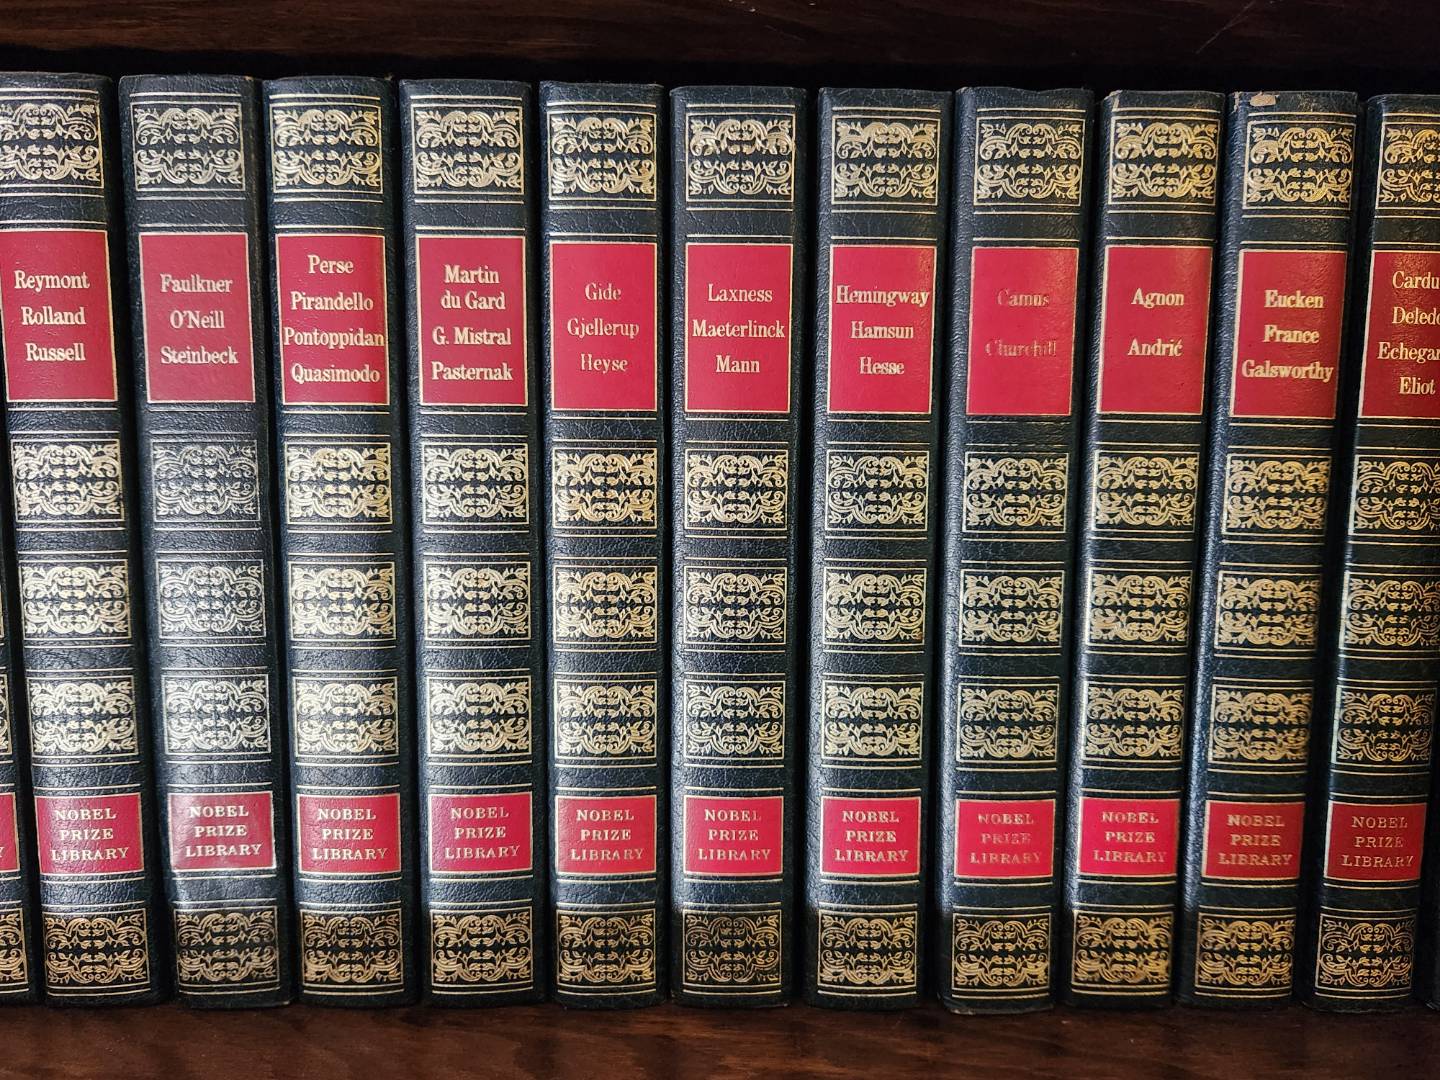 Reymont
Rolland
Russell
NOBEL
PRIZE
LIBRARY
Faulkner
O'Neill
Steinbeck
NOBEL
PRIZE
LIBRARY
Perse
Pirandello
Pontoppidan
Quasimodo
NOBEL
PRIZE
LIBRARY
Martin
du Gard
G. Mistral
Pasternak
NOBEL
PRIZE
LIBRARY
Gide
Gjellerup
Heyse
NOBEL
PRIZE
LIBRARY
Laxness
Maeterlinck
Mann
NOBEL
PRIZE
LIBRARY
Hemingway
Hamsun
Hesse
NOBEL
PRIZE
LIBRARY
Camus
Churchill
NOBEL
PRIZE
LIBRARY
Agnon
Andrić
NOBEL
PRIZE
LIBRARY
Eucken
France
Galsworthy
NOBEL
PRIZE
LIBRARY
Cardu
Deledd
Echegar
Eliot
NOBEL
PRIZE
LIBRARY